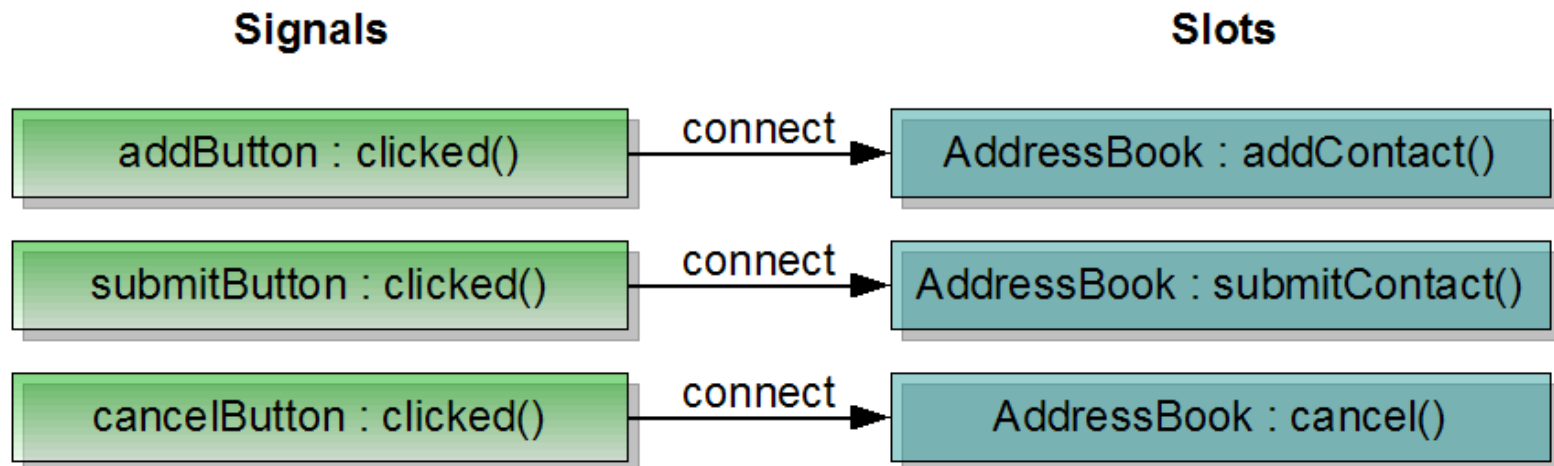 Signals Slots
addButton : clicked() connect AddressBook : addContact()
submitButton : clicked() connect AddressBook : submitContact()
cancelButton : clicked() connect AddressBook : cancel()